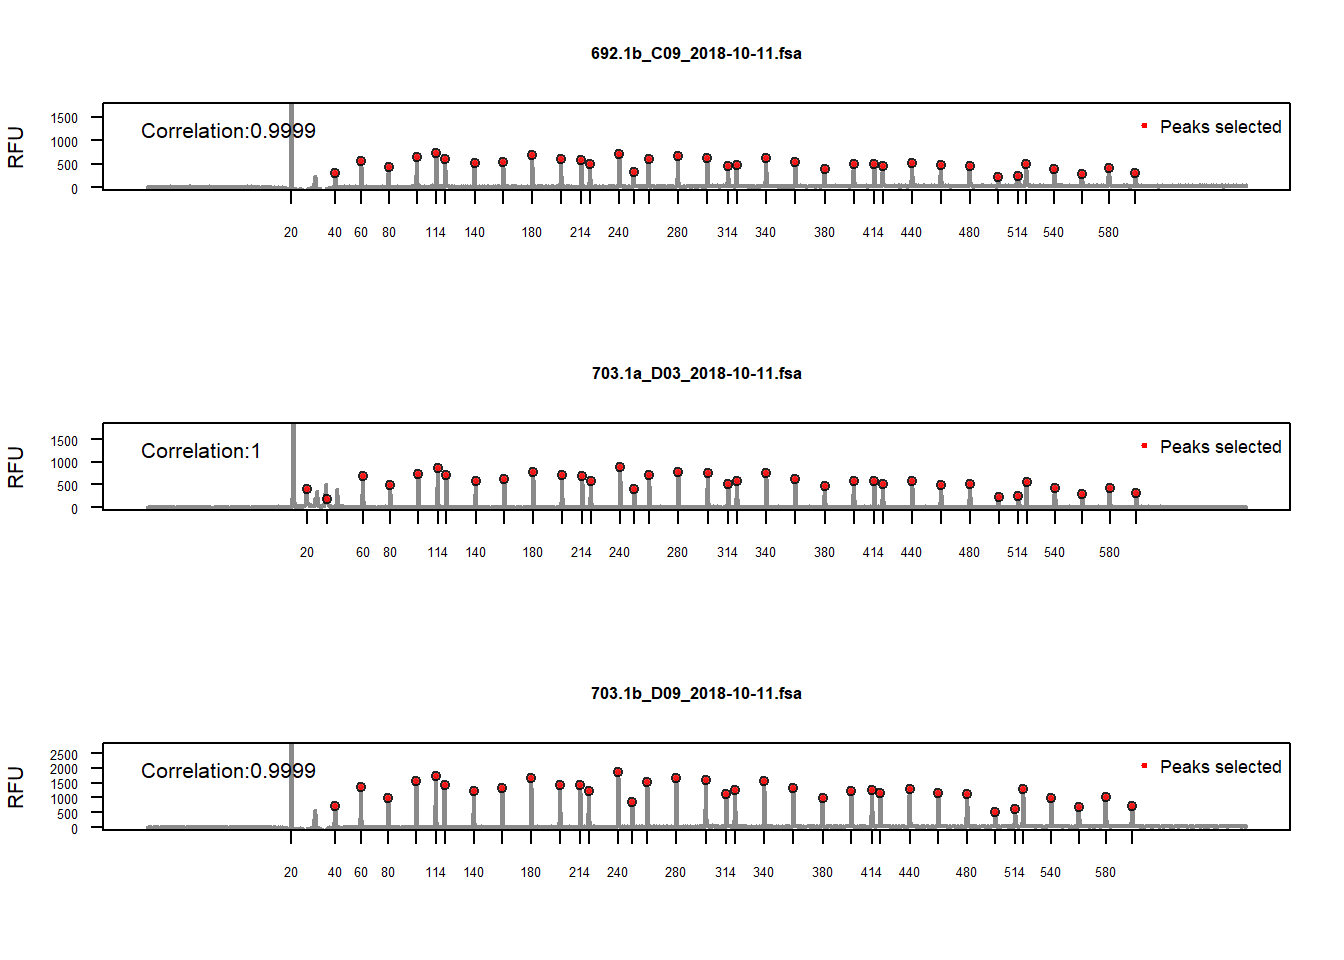 692.1b_C09_2018-10-11.fsa
RFU
1500
1000
500
0
Correlation:0.9999
Peaks selected
20 40 60 80 114 140 180 214 240 280 314 340 380 414 440 480 514 540 580
703.1a_D03_2018-10-11.fsa
RFU
1500
1000
500
0
Correlation:1
Peaks selected
20 60 80 114 140 180 214 240 280 314 340 380 414 440 480 514 540 580
703.1b_D09_2018-10-11.fsa
RFU
2500
2000
1500
1000
500
0
Correlation:0.9999
Peaks selected
20 40 60 80 114 140 180 214 240 280 314 340 380 414 440 480 514 540 580